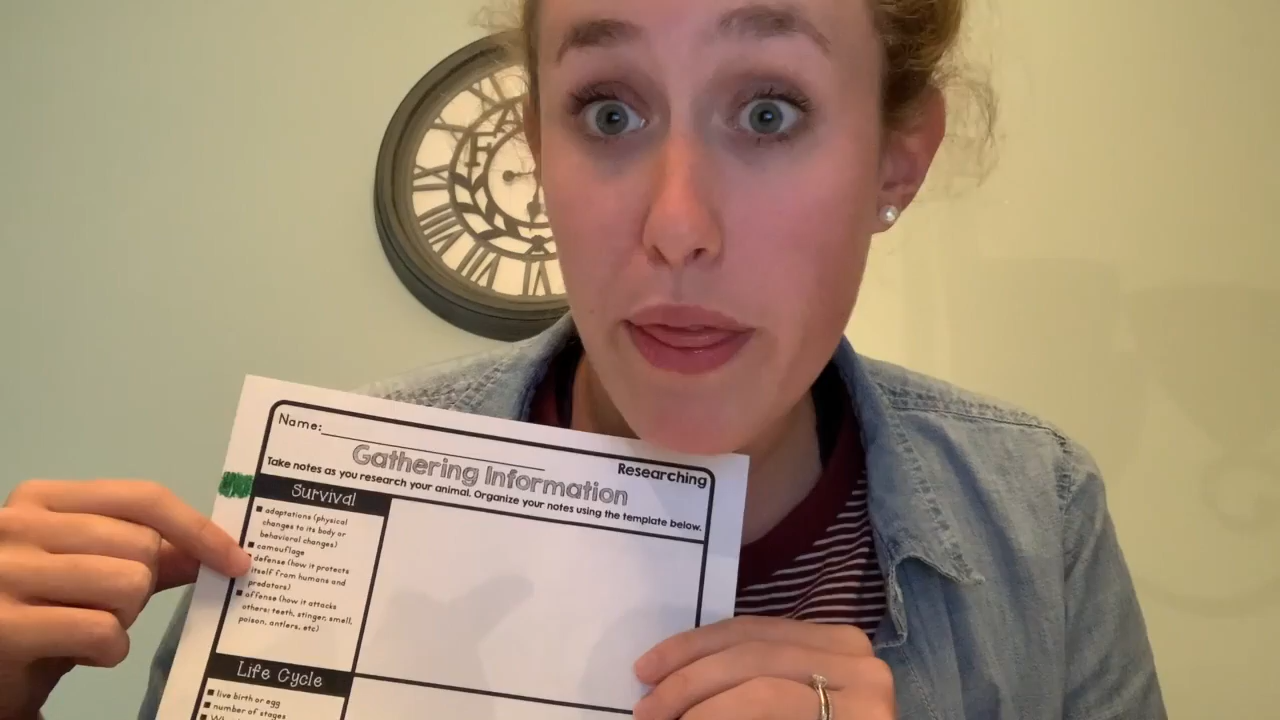 Name:
Gathering Information
Researching
Take notes as you research your animal. Organize your notes using the template below.
Survival
adaptations (physical
changes to its body or
behavioral changes)
camouflage
defense (how it protects
itself from humans and
predators)
offense (how it attacks
others: teeth, stinger, smell,
poison, antlers, etc)
Life Cycle
live birth or egg
number of stages